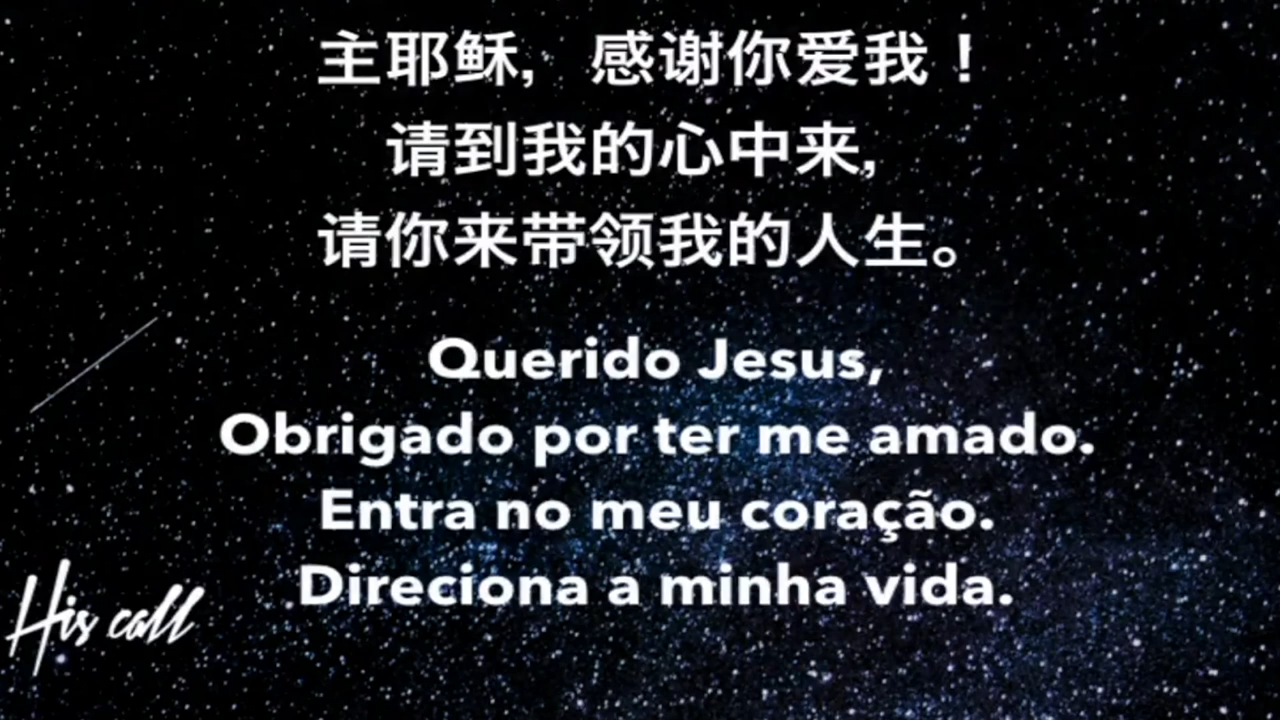 主耶稣，感谢你爱我！
请到我的心中来，
请你来带领我的人生。
Querido Jesus,
Obrigado por ter me amado.
Entra no meu coração.
Direciona a minha vida.
His call